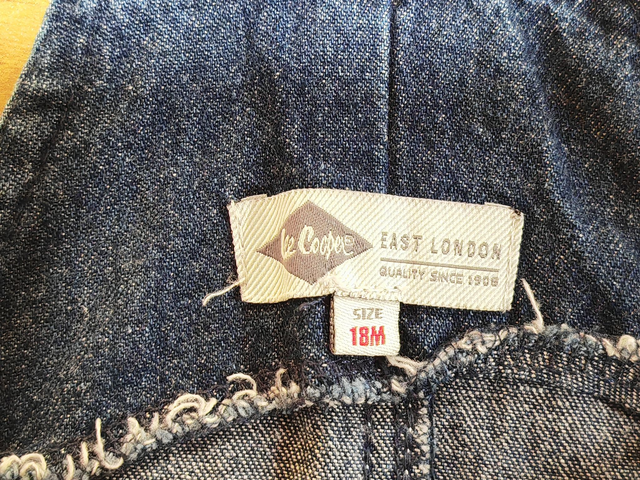 Lee Cooper
EAST LONDON
QUALITY SINCE 1908
SIZE
18M